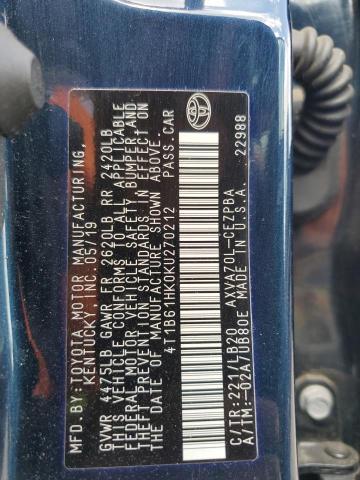 MFD. BY: TOYOTA MOTOR MANUFACTURING,
KENTUCKY, INC. 05/19
GVWR 4475LB GAWR FR 2620LB RR 2420LB
THIS VEHICLE CONFORMS TO ALL APPLICABLE
FEDERAL MOTOR VEHICLE SAFETY, BUMPER, AND
THEFT PREVENTION STANDARDS IN EFFECT ON
THE DATE OF MANUFACTURE SHOWN ABOVE.
4T1B61HK0KU270212 PASS. CAR
C/TR: 221/LB20 AXVA70L-CEZPBA
A/TM: -02A/UB80E MADE IN U.S.A. 22988